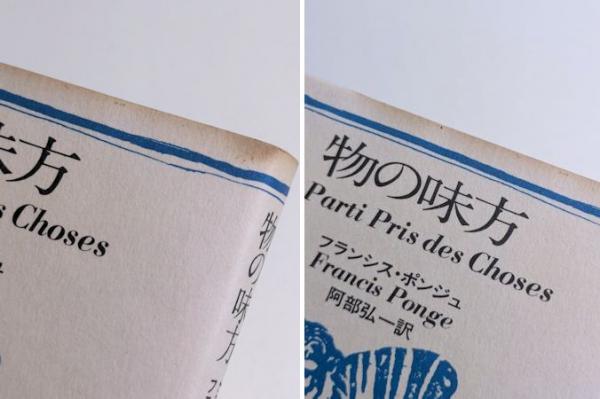 味方
s Choses
物の味方
物の味方
Parti Pris des Choses
フランシス・ポンジュ
Francis Ponge
阿部弘一訳